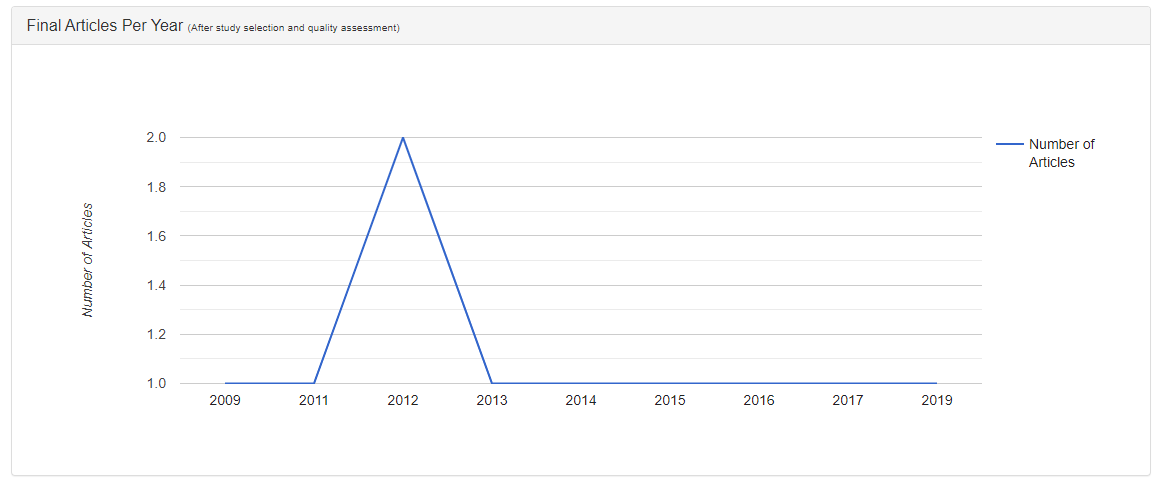 Final Articles Per Year (After study selection and quality assessment)
2.0
1.8
1.6
1.4
1.2
1.0
Number of Articles
2009 2011 2012 2013 2014 2015 2016 2017 2019
Number of
Articles